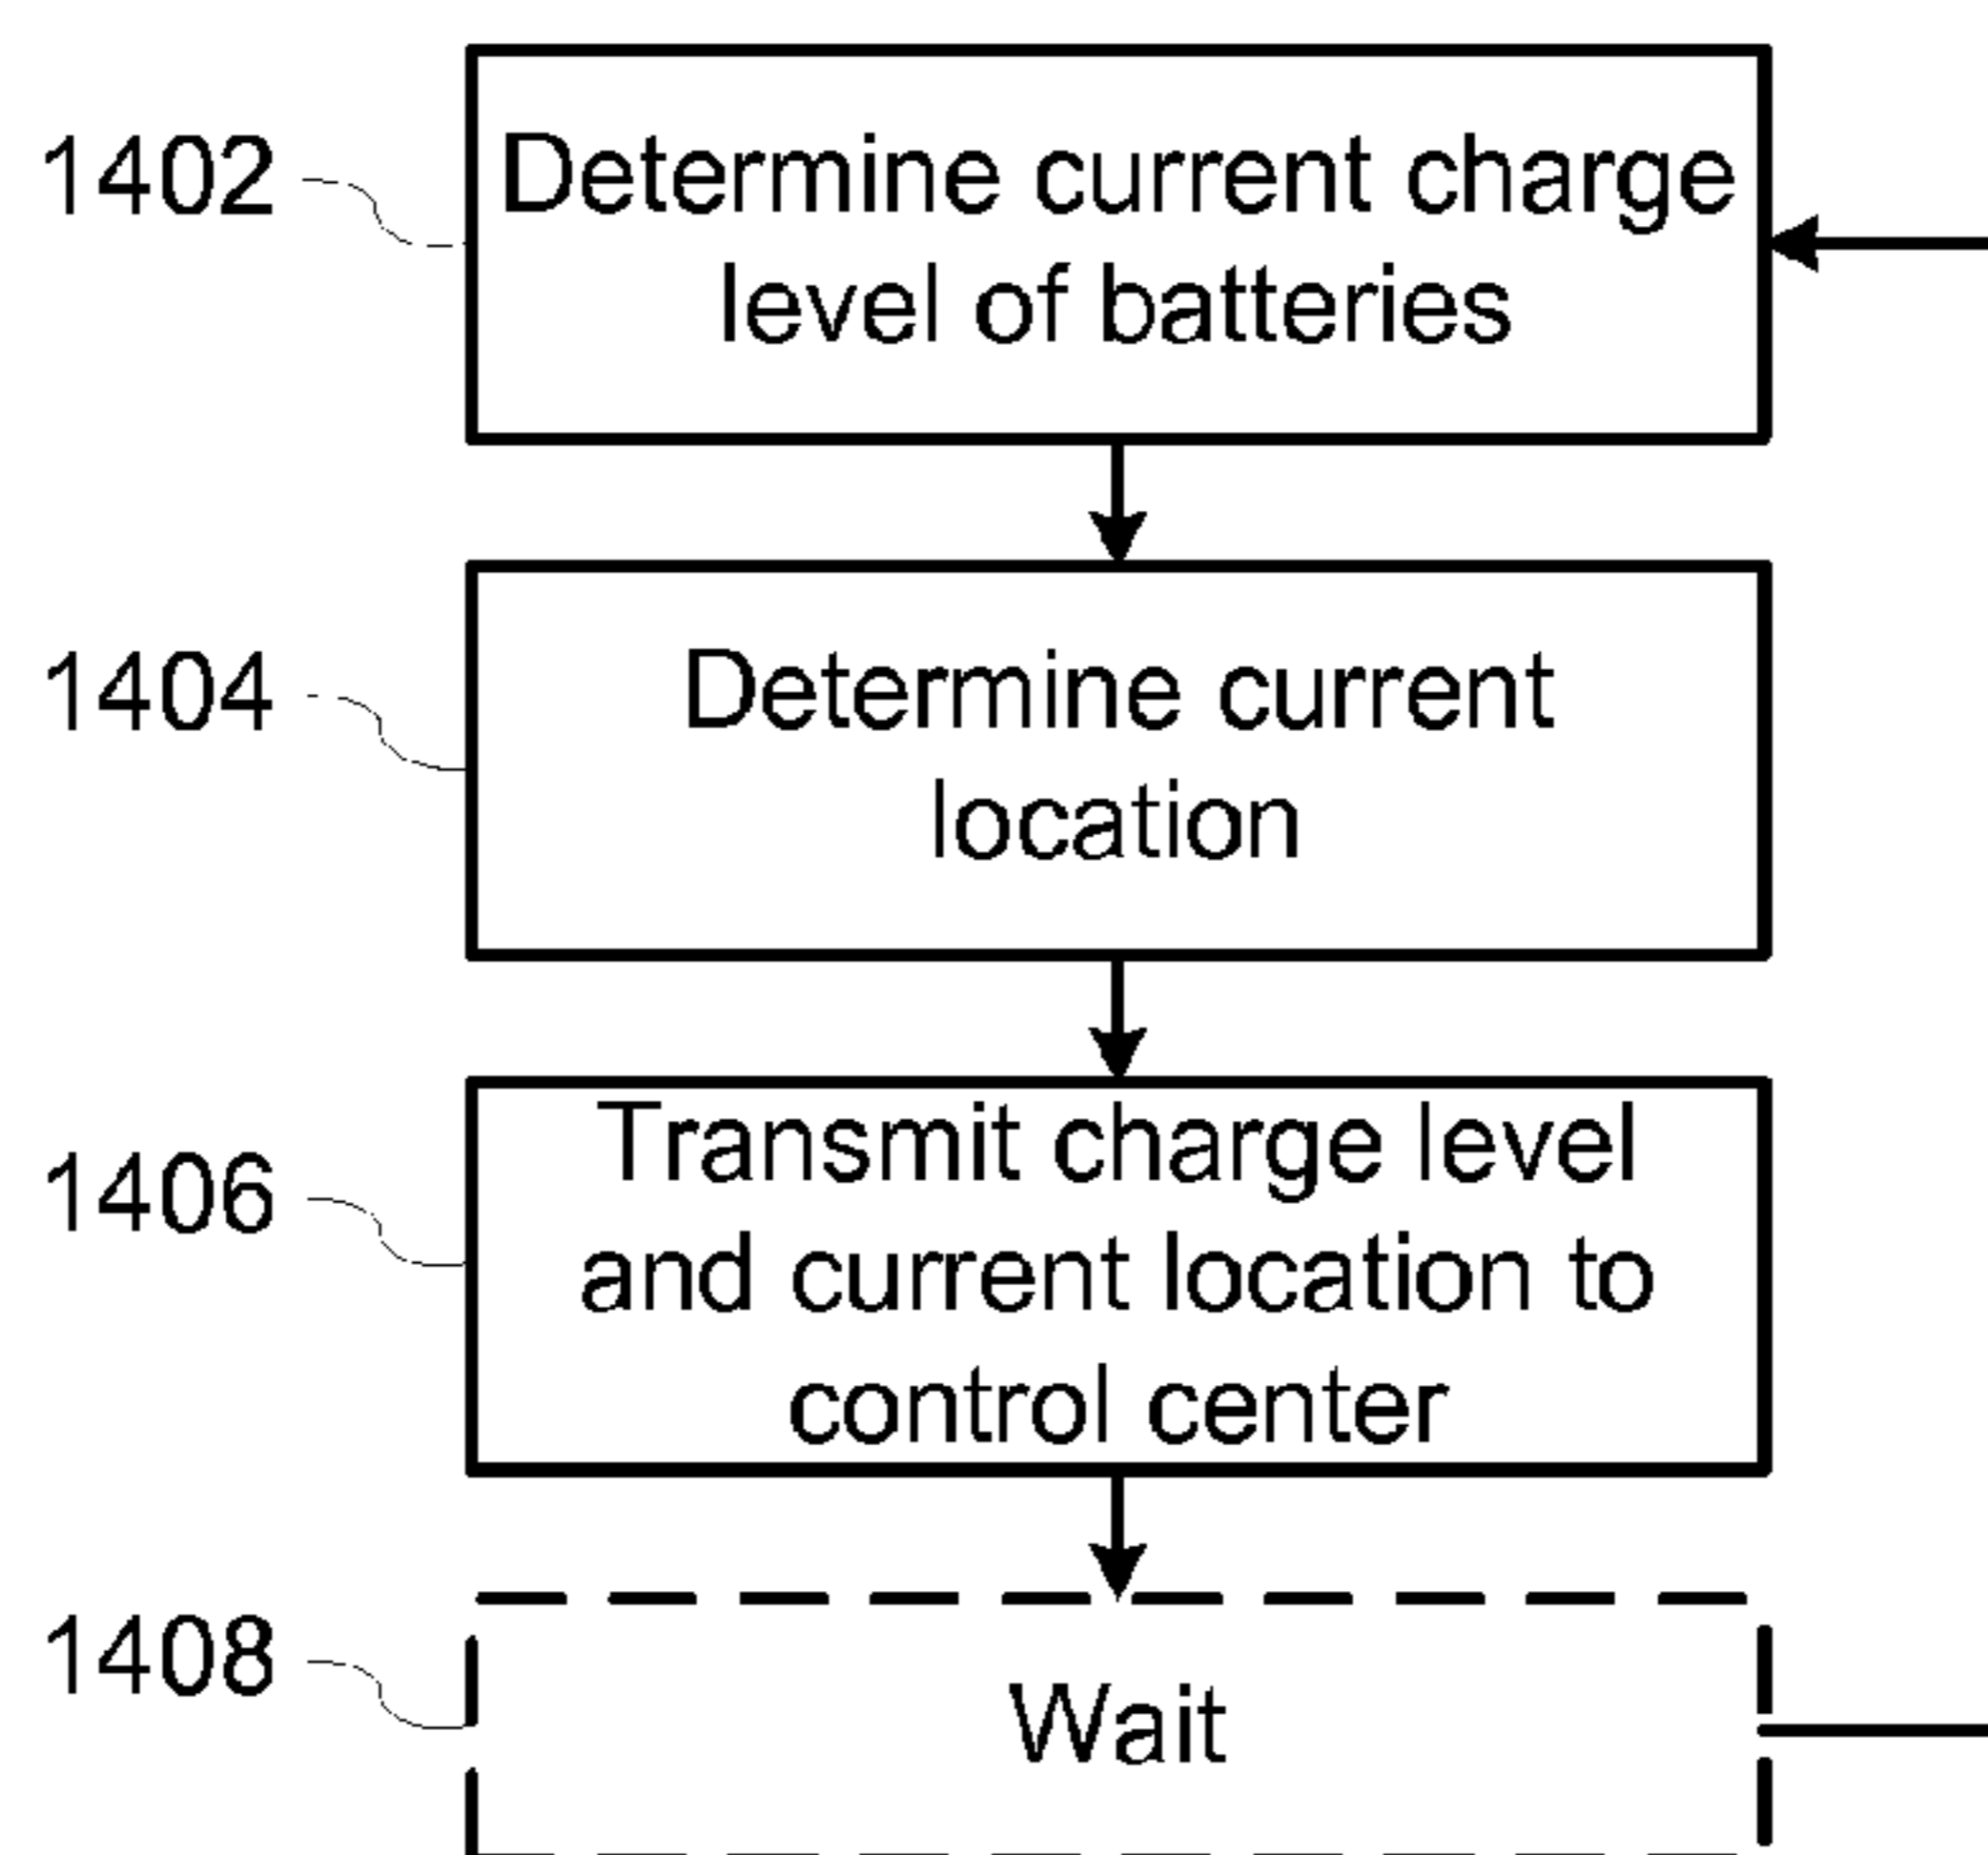 1402
Determine current charge
level of batteries
1404
Determine current
location
1406
Transmit charge level
and current location to
control center
1408
Wait